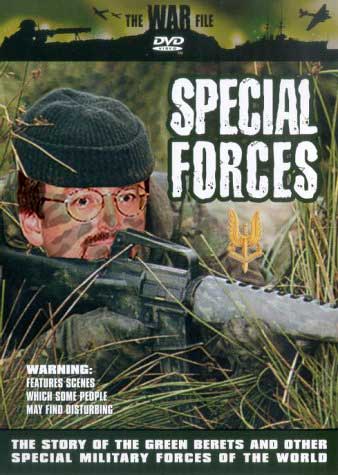 THE WAR FILE
DVD
VIDEO
SPECIAL
FORCES
WARNING:
FEATURES SCENES
WHICH SOME PEOPLE
MAY FIND DISTURBING
THE STORY OF THE GREEN BERETS AND OTHER
SPECIAL MILITARY FORCES OF THE WORLD